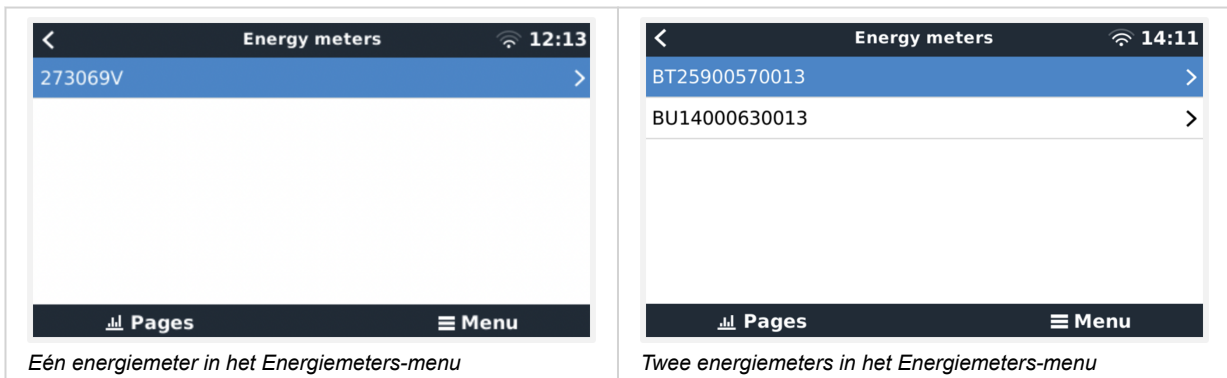 Energy meters 12:13
273069V
Pages Menu
Eén energiemeter in het Energiemeters-menu
Energy meters 14:11
BT25900570013
BU14000630013
Pages Menu
Twee energiemeters in het Energiemeters-menu